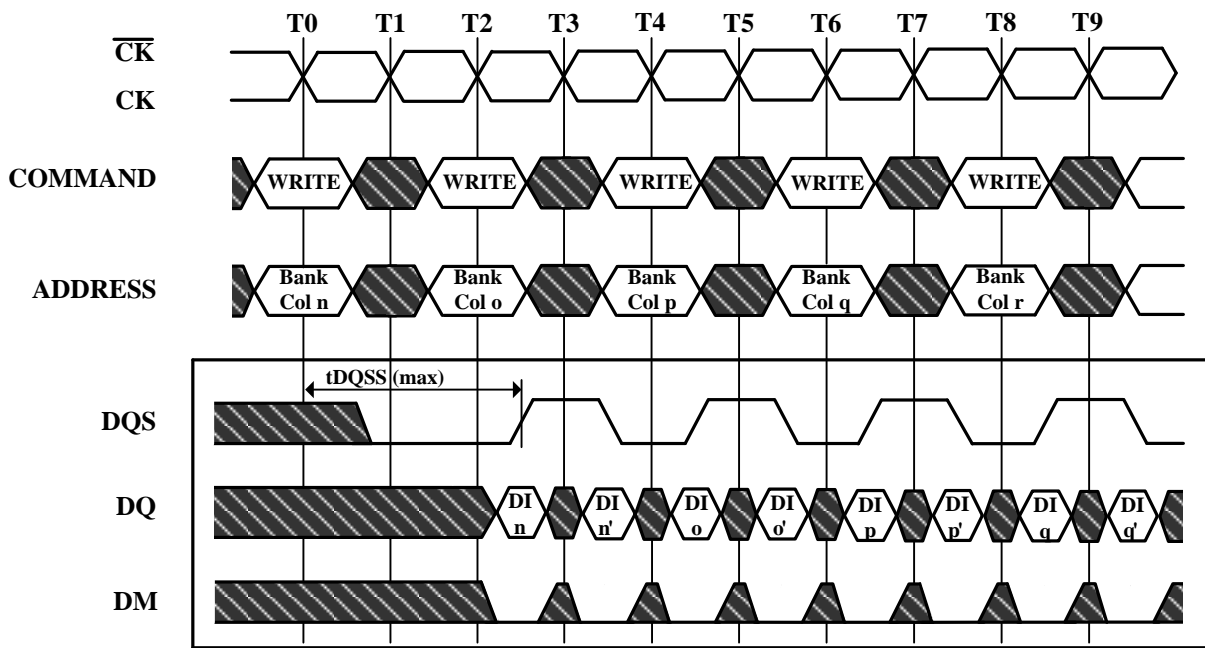 T0 T1 T2 T3 T4 T5 T6 T7 T8 T9
CK
CK
COMMAND WRITE WRITE WRITE WRITE WRITE
ADDRESS
Bank Bank Bank Bank Bank
Col n Col o Col p Col q Col r
tDQSS (max)
DQS
DQ
DI DI DI DI DI DI DI DI
n n' o o' p p' q q'
DM